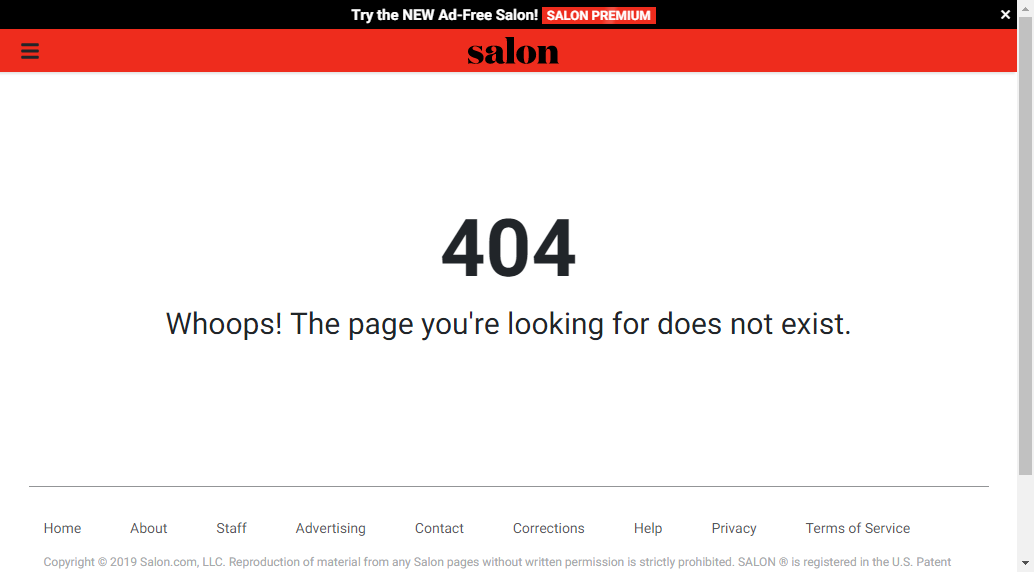 Try the NEW Ad-Free Salon! SALON PREMIUM ×
salon
404
Whoops! The page you're looking for does not exist.
Home About Staff Advertising Contact Corrections Help Privacy Terms of Service
Copyright © 2019 Salon.com, LLC. Reproduction of material from any Salon pages without written permission is strictly prohibited. SALON ® is registered in the U.S. Patent